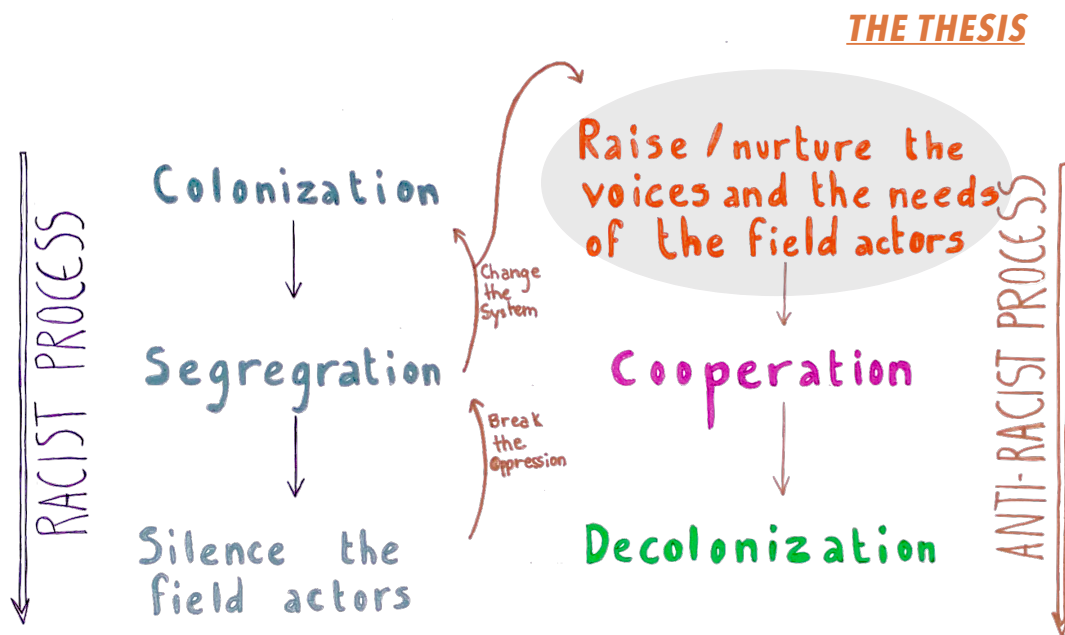 THE THESIS
RACIST PROCESS
Colonization
Segregration
Silence the
field actors
Change
the
System
Break
the
Oppression
Raise / nurture the
voices and the needs
of the field actors
Cooperation
Decolonization
ANTI-RACIST PROCESS